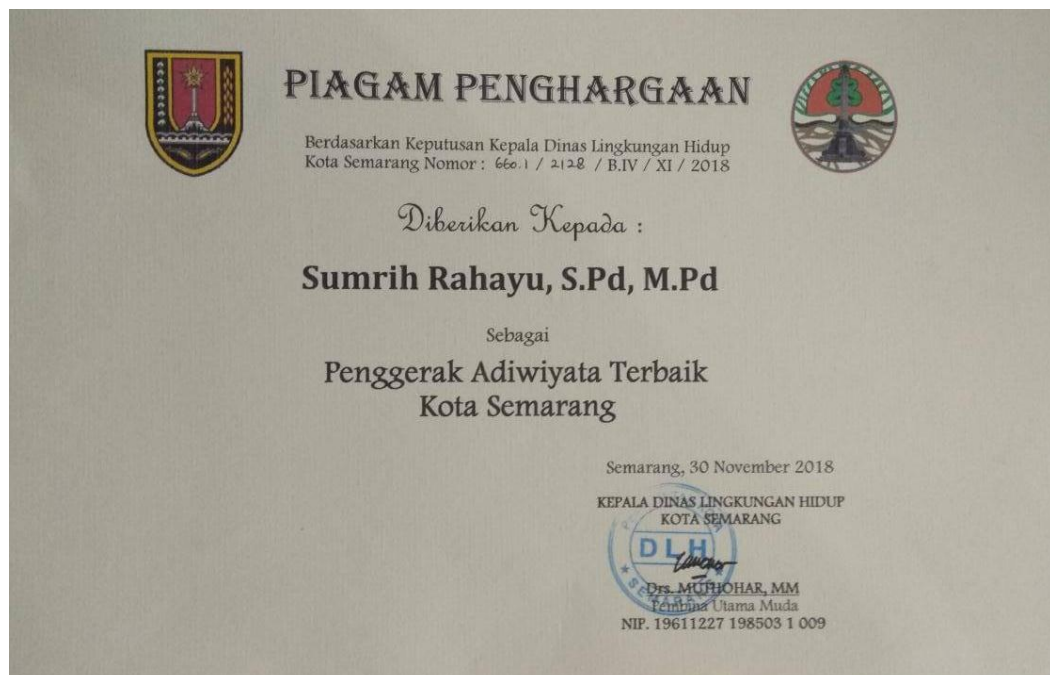 PIAGAM PENGHARGAAN
Berdasarkan Keputusan Kepala Dinas Lingkungan Hidup
Kota Semarang Nomor : 660.1 / 2128 / B.IV / XI / 2018
Diberikan Kepada :
Sumrih Rahayu, S.Pd, M.Pd
Sebagai
Penggerak Adiwiyata Terbaik
Kota Semarang
Semarang, 30 November 2018
KEPALA DINAS LINGKUNGAN HIDUP
KOTA SEMARANG
DLH
SEMARANG
Drs. MUTHOHAR, MM
Pembina Utama Muda
NIP. 19611227 198503 1 009